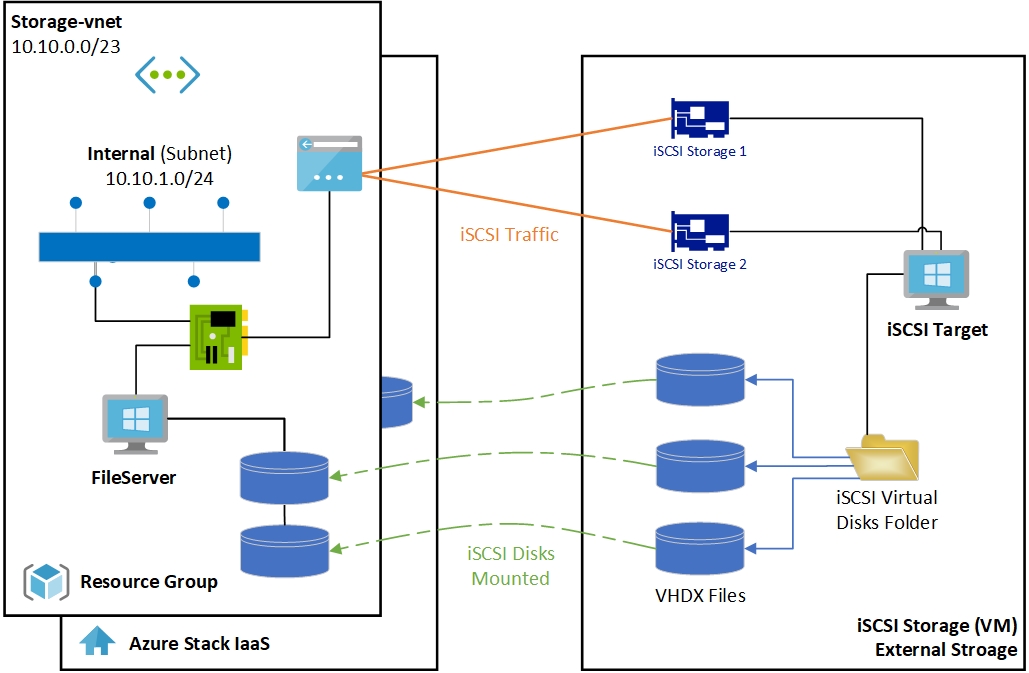 Storage-vnet
10.10.0.0/23
Internal (Subnet)
10.10.1.0/24
FileServer
Resource Group
Azure Stack IaaS
iSCSI Traffic
iSCSI Disks
Mounted
iSCSI Storage 1
iSCSI Storage 2
iSCSI Target
iSCSI Virtual
Disks Folder
VHDX Files
iSCSI Storage (VM)
External Stroage